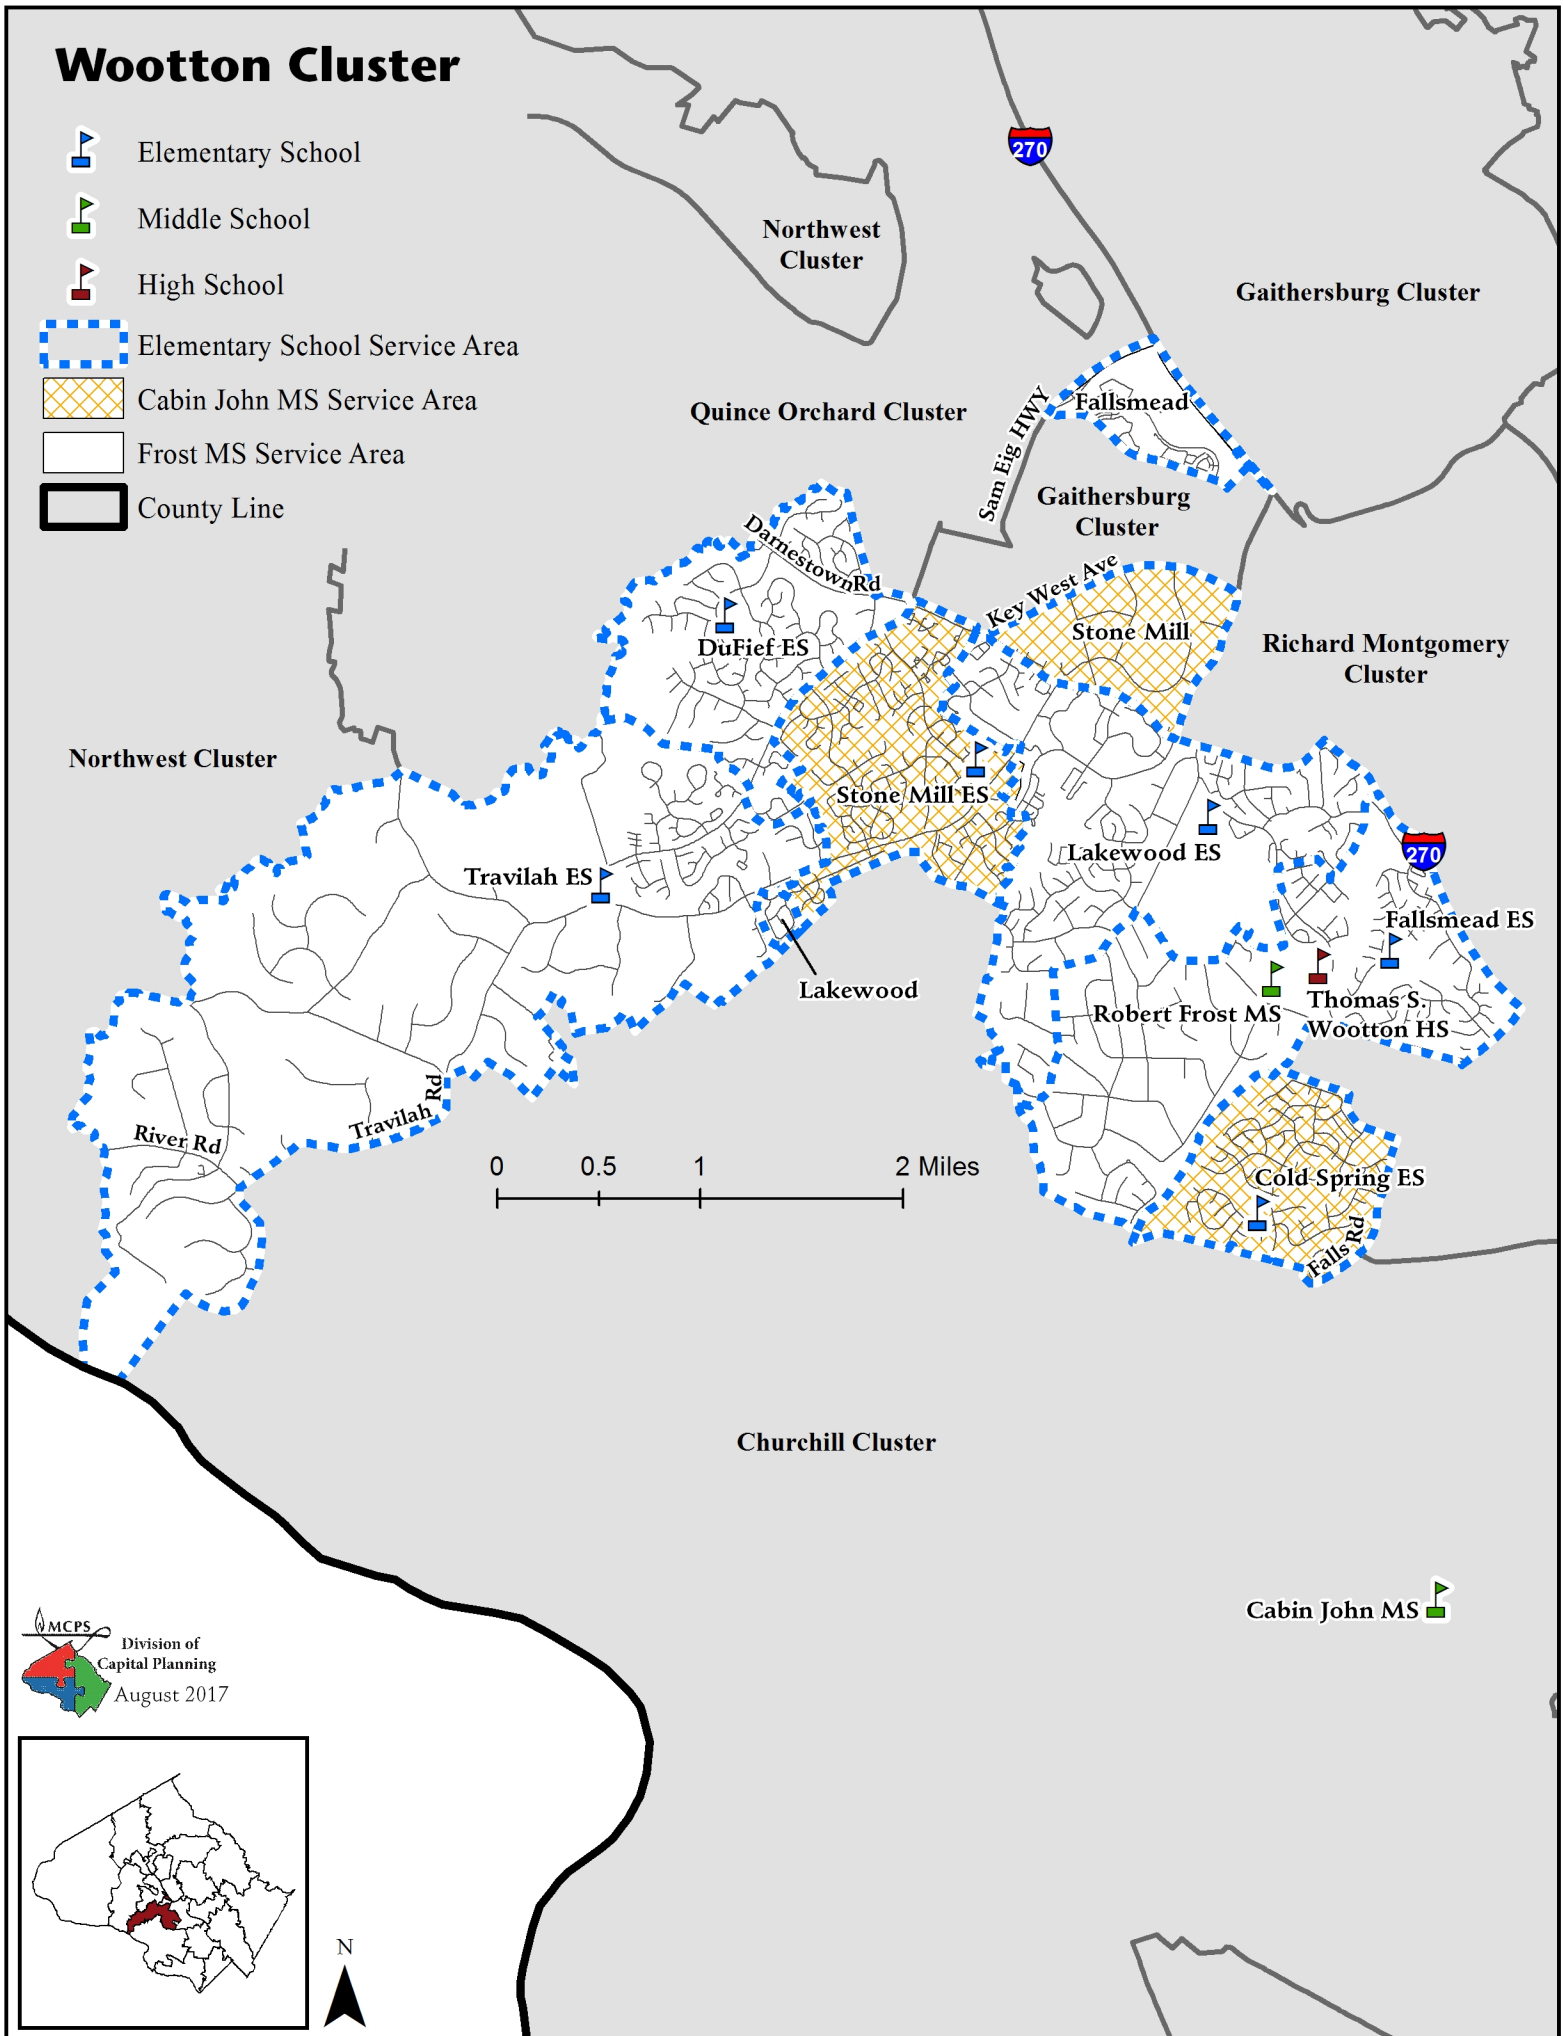 Wootton Cluster
Elementary School
Middle School
High School
Elementary School Service Area
Cabin John MS Service Area
Frost MS Service Area
County Line
270
Northwest
Cluster
Gaithersburg Cluster
Quince Orchard Cluster
Fallsmead
Sam Eig HWY
Gaithersburg
Cluster
Darnestown Rd
Key West Ave
Stone Mill
DuFief ES
Richard Montgomery
Cluster
Northwest Cluster
Stone Mill ES
Lakewood ES
270
Travilah ES
Fallsmead ES
Lakewood
Robert Frost MS
Thomas S.
Wootton HS
Travilah Rd
River Rd
0 0.5 1 2 Miles
Cold Spring ES
Falls Rd
Churchill Cluster
Cabin John MS
MCPS
Division of
Capital Planning
August 2017
N